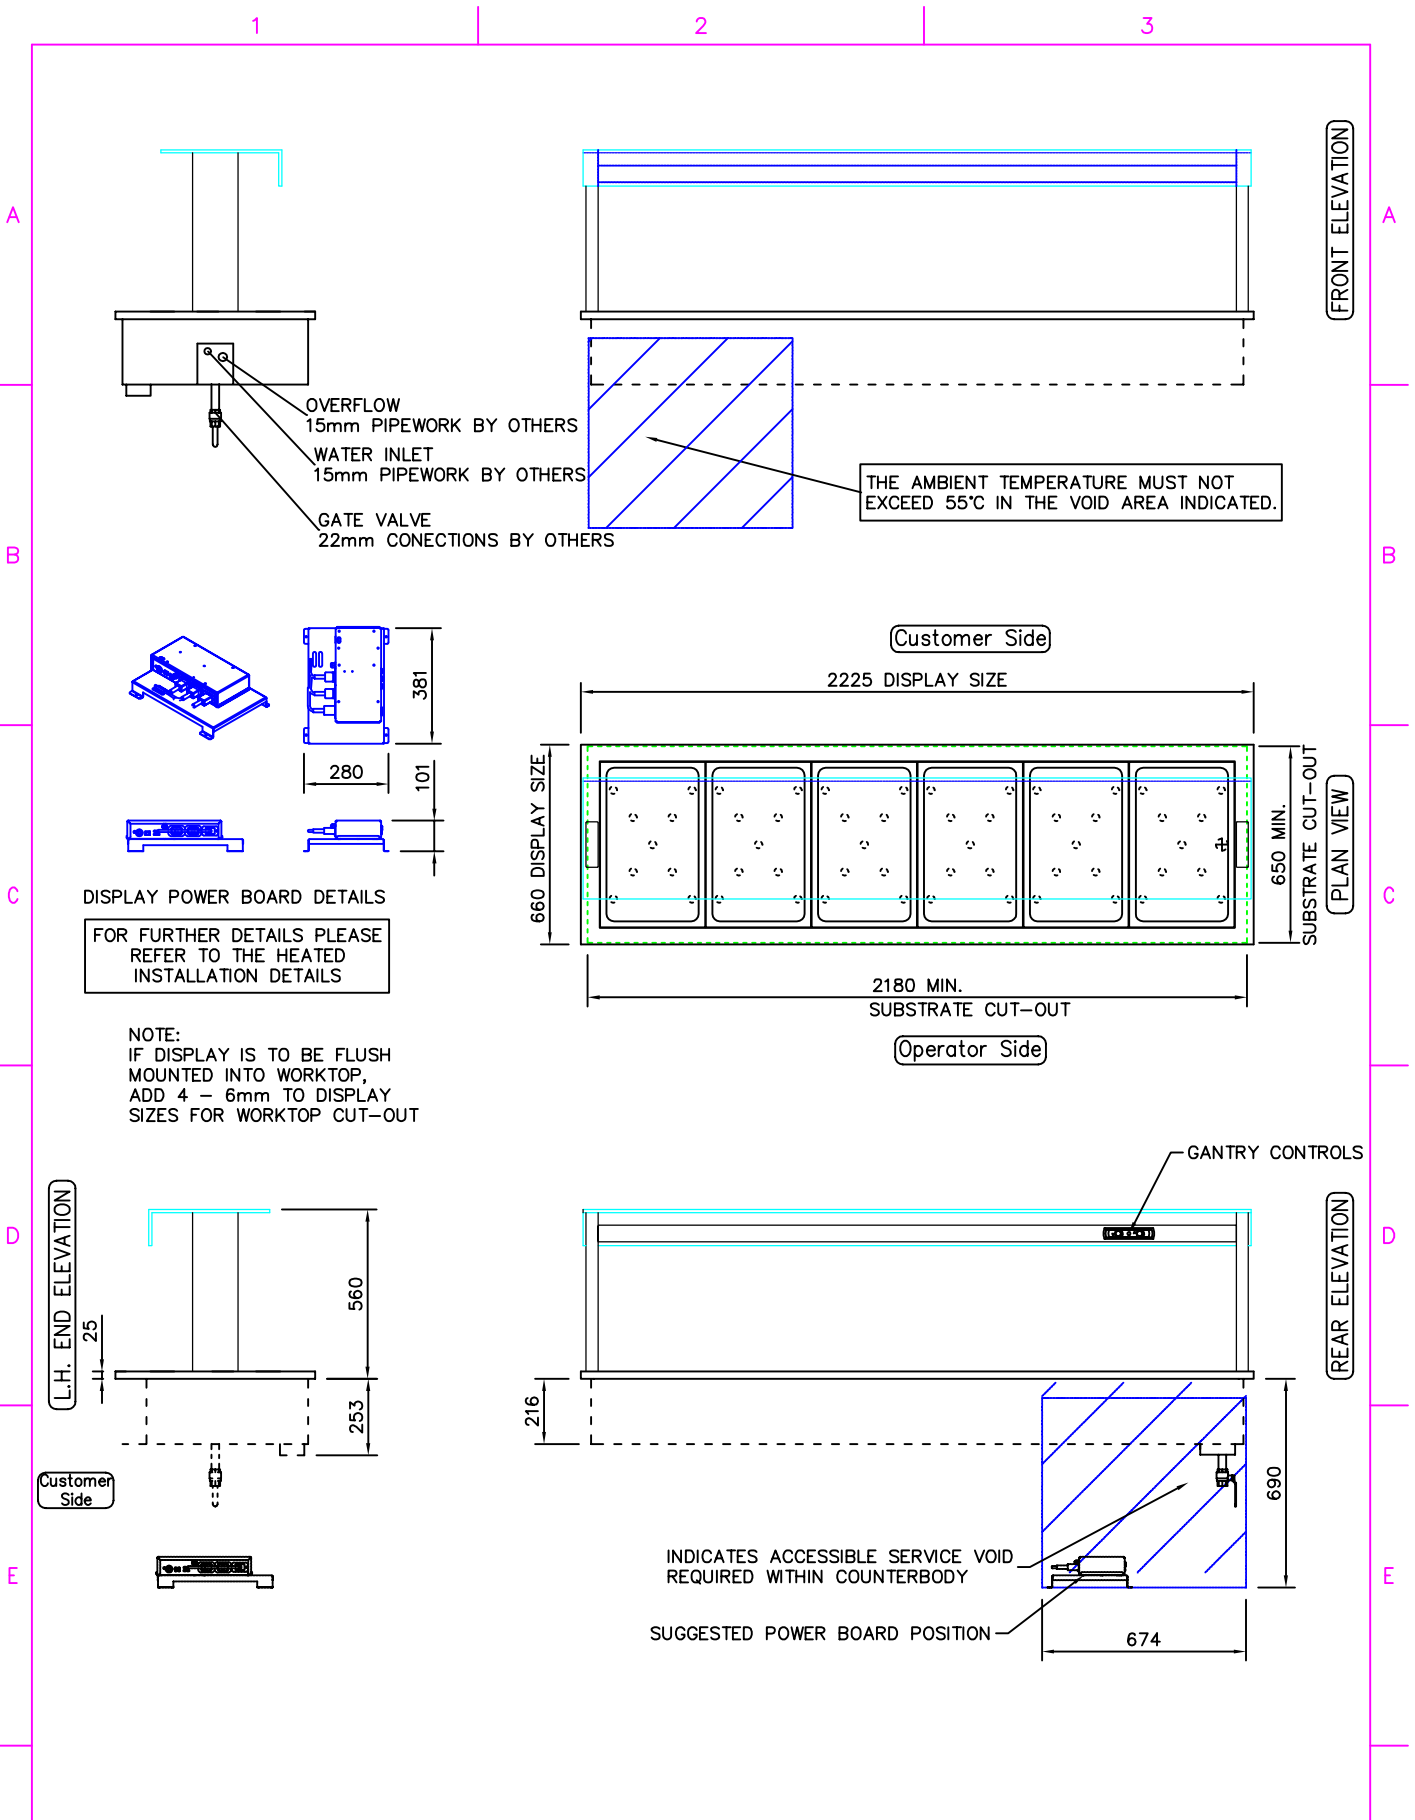 1
2
3
A
A
FRONT ELEVATION
OVERFLOW
15mm PIPEWORK BY OTHERS
WATER INLET
15mm PIPEWORK BY OTHERS
GATE VALVE
22mm CONECTIONS BY OTHERS
THE AMBIENT TEMPERATURE MUST NOT
EXCEED 55°C IN THE VOID AREA INDICATED.
B
B
381
280
101
DISPLAY POWER BOARD DETAILS
FOR FURTHER DETAILS PLEASE
REFER TO THE HEATED
INSTALLATION DETAILS
Customer Side
2225 DISPLAY SIZE
660 DISPLAY SIZE
650 MIN.
SUBSTRATE CUT-OUT
PLAN VIEW
2180 MIN.
SUBSTRATE CUT-OUT
Operator Side
C
C
NOTE:
IF DISPLAY IS TO BE FLUSH
MOUNTED INTO WORKTOP,
ADD 4 - 6mm TO DISPLAY
SIZES FOR WORKTOP CUT-OUT
GANTRY CONTROLS
D
D
L.H. END ELEVATION
25
560
253
Customer
Side
REAR ELEVATION
216
690
INDICATES ACCESSIBLE SERVICE VOID
REQUIRED WITHIN COUNTERBODY
SUGGESTED POWER BOARD POSITION
674
E
E